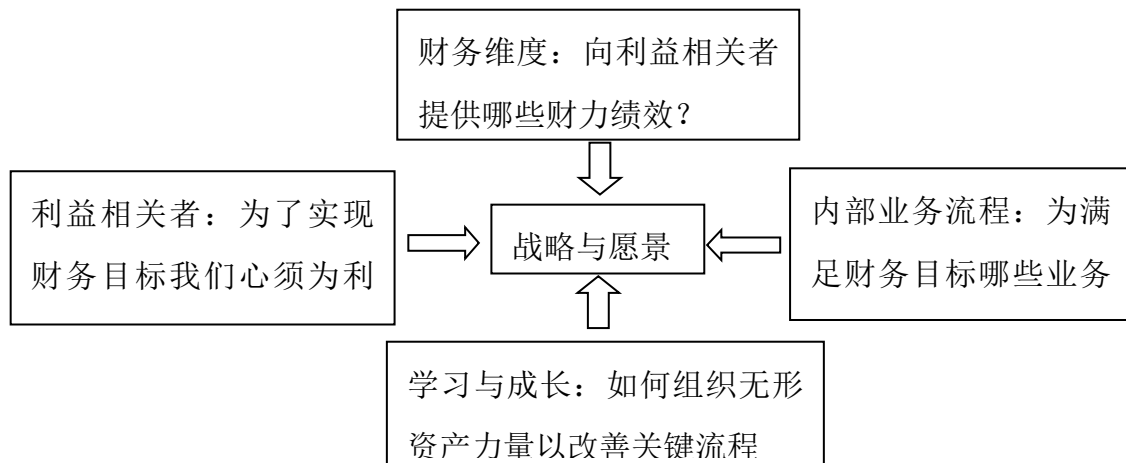 财务维度：向利益相关者
提供哪些财力绩效？
利益相关者：为了实现
财务目标我们心须为利
战略与愿景
内部业务流程：为满
足财务目标哪些业务
学习与成长：如何组织无形
资产力量以改善关键流程